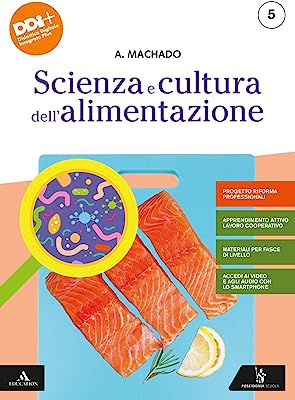 DDI+
Didattica Digitale
Integrata Plus
5
A. MACHADO
Scienza e cultura
dell'alimentazione
PROGETTO RIFORMA
PROFESSIONALI
APPRENDIMENTO ATTIVO
LAVORO COOPERATIVO
MATERIALI PER FASCE
DI LIVELLO
ACCEDI AI VIDEO
E AGLI AUDIO CON
LO SMARTPHONE
EDUCATION
POSEIDONIA SCUOLA